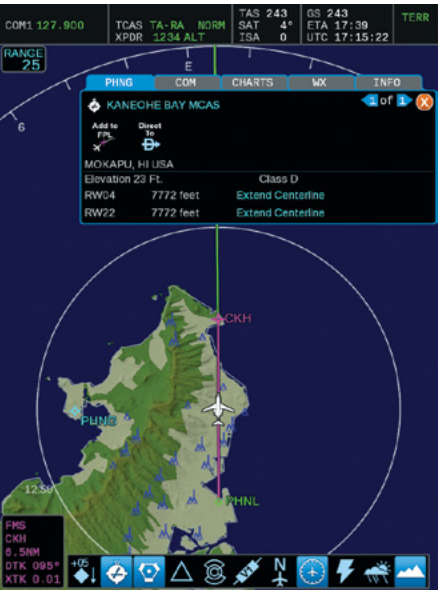 COM1 127.900
TCAS TA-RA NORM
XPDR 1234 ALT
TAS 243
SAT 4°
ISA 0
GS 243
ETA 17:39
UTC 17:15:22
TERR
RANGE
25
E
6
PHNG COM CHARTS WX INFO
KANEOHE BAY MCAS
1 of 1
X
Add to
FPL
Direct
To
D
MOKAPU, HI USA
Elevation 23 Ft. Class D
RW04 7772 feet Extend Centerline
RW22 7772 feet Extend Centerline
CKH
PHNG
12.50
PHNL
FMS
CKH
6.5NM
DTK 095°
XTK 0.01
+05
N